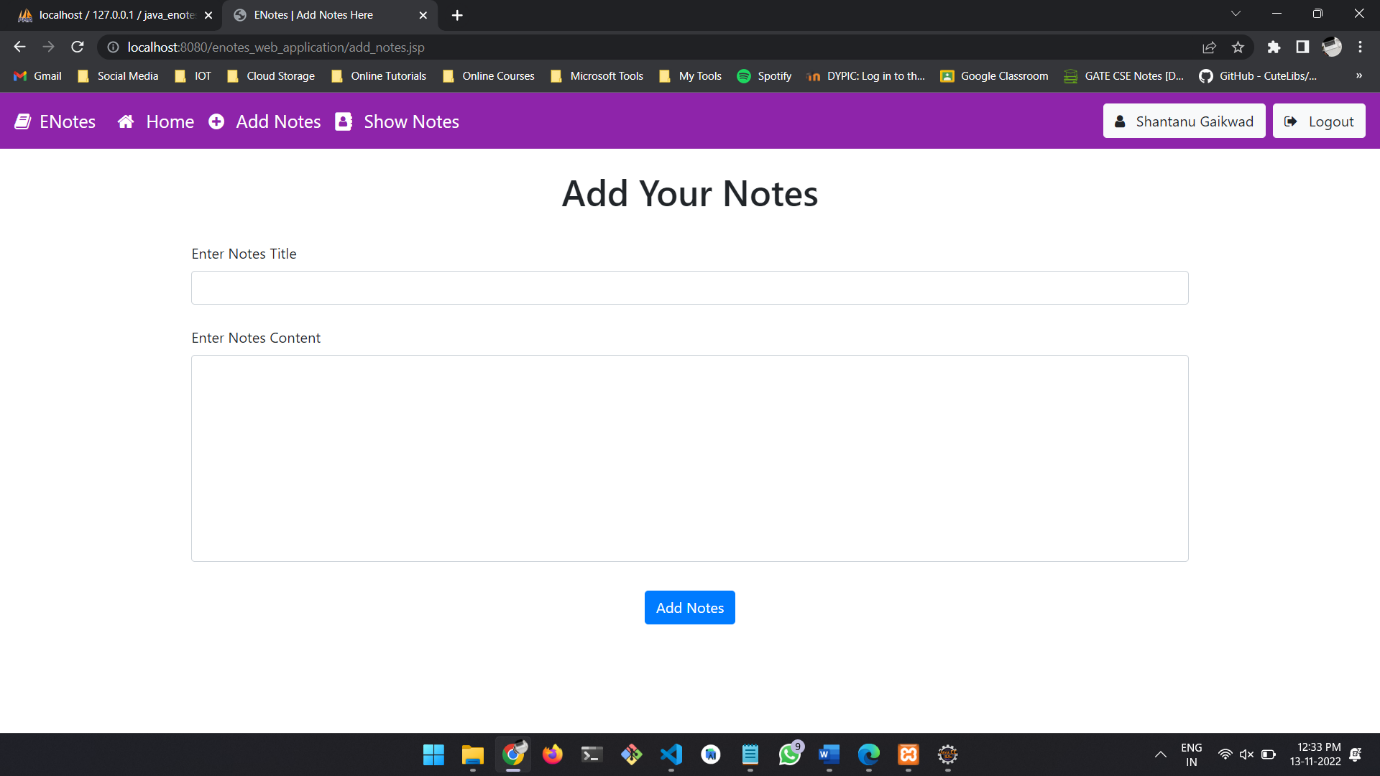 localhost / 127.0.0.1 / java_enote
ENotes | Add Notes Here
localhost:8080/enotes_web_application/add_notes.jsp
Gmail Social Media IOT Cloud Storage Online Tutorials Online Courses Microsoft Tools My Tools Spotify DYPIC: Log in to th... Google Classroom GATE CSE Notes [D... GitHub - CuteLibs/... »
ENotes Home Add Notes Show Notes Shantanu Gaikwad Logout
Add Your Notes
Enter Notes Title
Enter Notes Content
Add Notes
9
ENG
IN
12:33 PM
13-11-2022